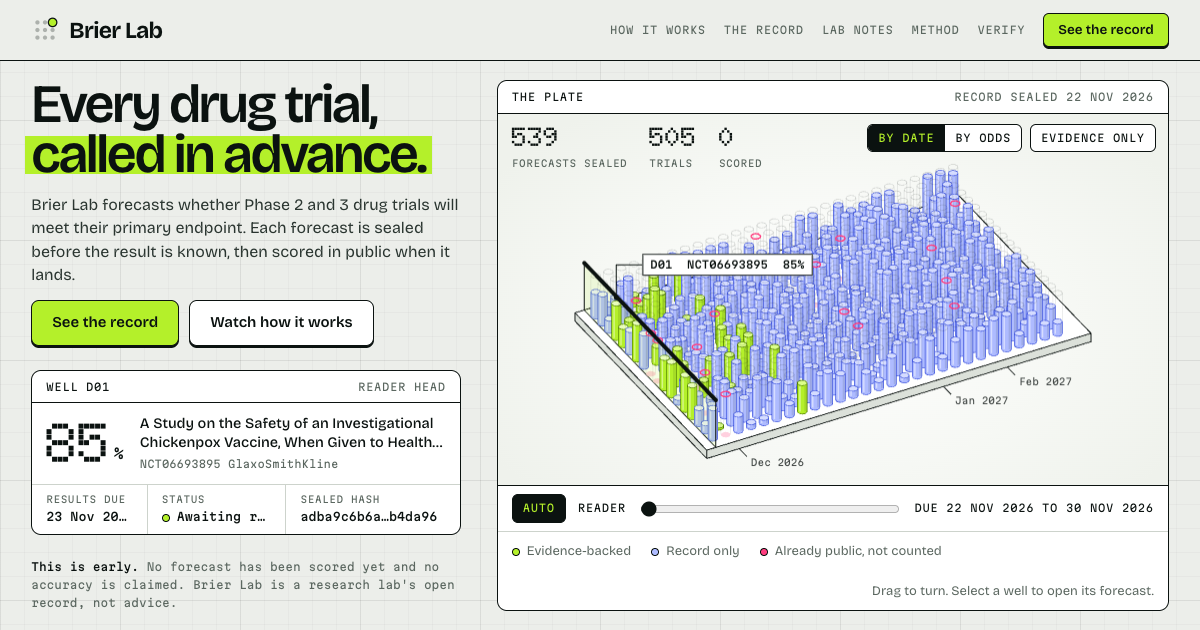 Brier Lab
HOW IT WORKS
THE RECORD
LAB NOTES
METHOD
VERIFY
See the record
Every drug trial,
called in advance.
Brier Lab forecasts whether Phase 2 and 3 drug trials will
meet their primary endpoint. Each forecast is sealed
before the result is known, then scored in public when it
lands.
See the record
Watch how it works
WELL D01
READER HEAD
85 %
A Study on the Safety of an Investigational
Chickenpox Vaccine, When Given to Health…
NCT06693895 GlaxoSmithKline
RESULTS DUE
23 Nov 20…
STATUS
Awaiting r…
SEALED HASH
adba9c6b6a…b4da96
This is early. No forecast has been scored yet and no
accuracy is claimed. Brier Lab is a research lab's open
record, not advice.
THE PLATE
RECORD SEALED 22 NOV 2026
539
FORECASTS SEALED
505
TRIALS
0
SCORED
BY DATE
BY ODDS
EVIDENCE ONLY
D01 NCT06693895 85%
Feb 2027
Jan 2027
Dec 2026
AUTO
READER
DUE 22 NOV 2026 TO 30 NOV 2026
Evidence-backed
Record only
Already public, not counted
Drag to turn. Select a well to open its forecast.